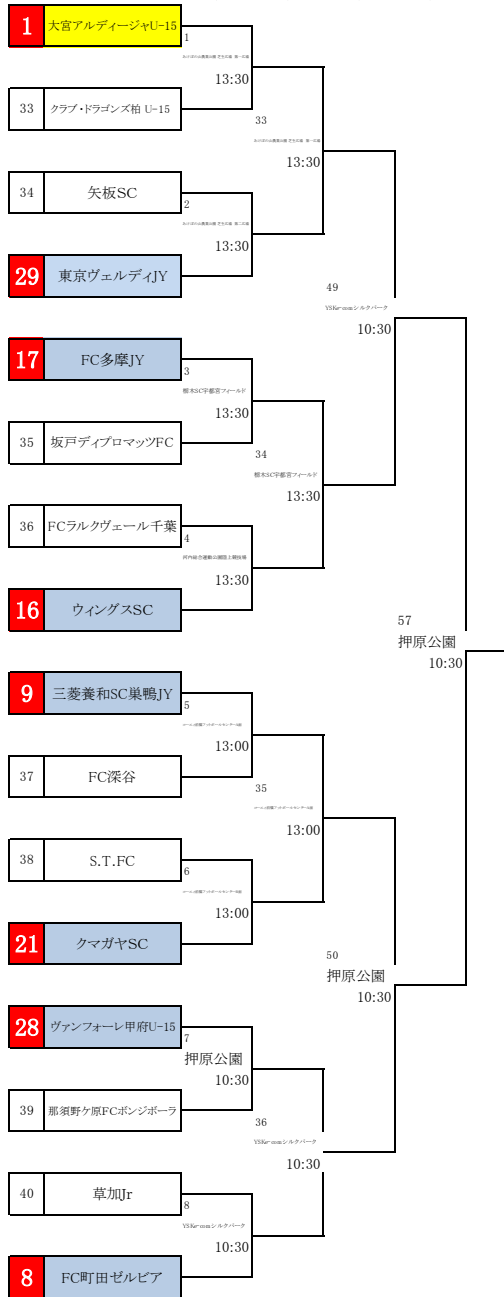 1 大宮アルディージャU-15
1
13:30
33 クラブ・ドラゴンズ柏 U-15
33
13:30
34 矢板SC
2
13:30
29 東京ヴェルディJY
49
YSKe-comシルクパーク
10:30
17 FC多摩JY
3
栃木SC宇都宮フィールド
13:30
35 坂戸ディプロマッツFC
34
栃木SC宇都宮フィールド
13:30
36 FCラルクヴェール千葉
4
河内総合運動公園陸上競技場
13:30
16 ウィングスSC
57
押原公園
10:30
9 三菱養和SC巣鴨JY
5
13:00
37 FC深谷
35
13:00
38 S.T.FC
6
13:00
21 クマガヤSC
50
押原公園
10:30
28 ヴァンフォーレ甲府U-15
7
押原公園
10:30
39 那須野ケ原FCボンジボーラ
36
YSKe-comシルクパーク
10:30
40 草加Jr
8
YSKe-comシルクパーク
10:30
8 FC町田ゼルビア